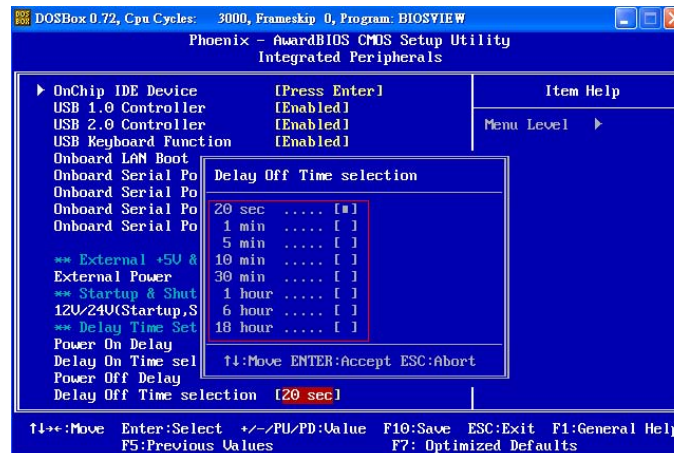 DOSBox 0.72, Cpu Cycles: 3000, Frameskip 0, Program: BIOSVIEW
Phoenix - AwardBIOS CMOS Setup Utility
Integrated Peripherals
OnChip IDE Device [Press Enter]
USB 1.0 Controller [Enabled]
USB 2.0 Controller [Enabled]
USB Keyboard Function [Enabled]
Onboard LAN Boot
Onboard Serial Po
Onboard Serial Po
Onboard Serial Po
Onboard Serial Po
** External +5V &
External Power
** Startup & Shut
12V/24V(Startup,S
** Delay Time Set
Power On Delay
Delay On Time sel
Power Off Delay
Delay Off Time selection [20 sec]
Delay Off Time selection
20 sec ..... [■]
1 min ..... [ ]
5 min ..... [ ]
10 min ..... [ ]
30 min ..... [ ]
1 hour ..... [ ]
6 hour ..... [ ]
18 hour ..... [ ]
↑↓:Move ENTER:Accept ESC:Abort
Item Help
Menu Level ▶
↑↓→←:Move Enter:Select +/-/PU/PD:Value F10:Save ESC:Exit F1:General Help
F5:Previous Values F7: Optimized Defaults